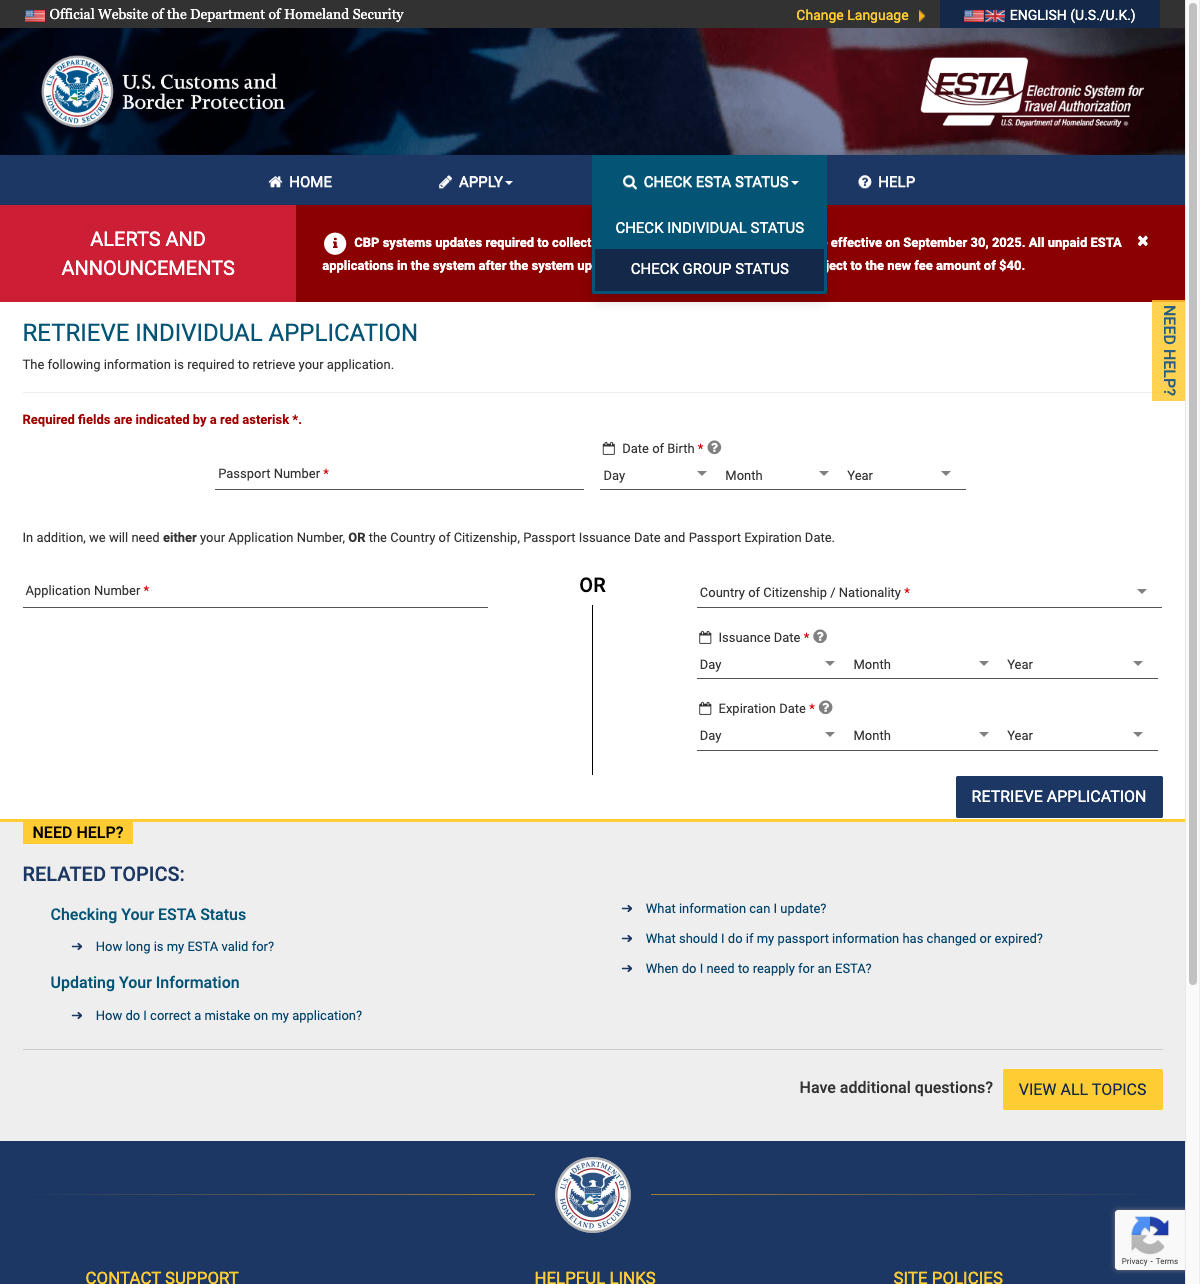 Official Website of the Department of Homeland Security
Change Language
ENGLISH (U.S./U.K.)
U.S. Customs and
Border Protection
ESTA
Electronic System for
Travel Authorization
U.S. Department of Homeland Security
HOME
APPLY
CHECK ESTA STATUS
HELP
CHECK INDIVIDUAL STATUS
CHECK GROUP STATUS
ALERTS AND
ANNOUNCEMENTS
CBP systems updates required to collect
effective on September 30, 2025. All unpaid ESTA
applications in the system after the system up
ject to the new fee amount of $40.
NEED HELP?
RETRIEVE INDIVIDUAL APPLICATION
The following information is required to retrieve your application.
Required fields are indicated by a red asterisk *.
Passport Number *
Date of Birth *
Day Month Year
In addition, we will need either your Application Number, OR the Country of Citizenship, Passport Issuance Date and Passport Expiration Date.
Application Number *
OR
Country of Citizenship / Nationality *
Issuance Date *
Day Month Year
Expiration Date *
Day Month Year
RETRIEVE APPLICATION
NEED HELP?
RELATED TOPICS:
Checking Your ESTA Status
How long is my ESTA valid for?
Updating Your Information
How do I correct a mistake on my application?
What information can I update?
What should I do if my passport information has changed or expired?
When do I need to reapply for an ESTA?
Have additional questions?
VIEW ALL TOPICS
U.S. DEPARTMENT OF HOMELAND SECURITY
Privacy - Terms
CONTACT SUPPORT
HELPFUL LINKS
SITE POLICIES